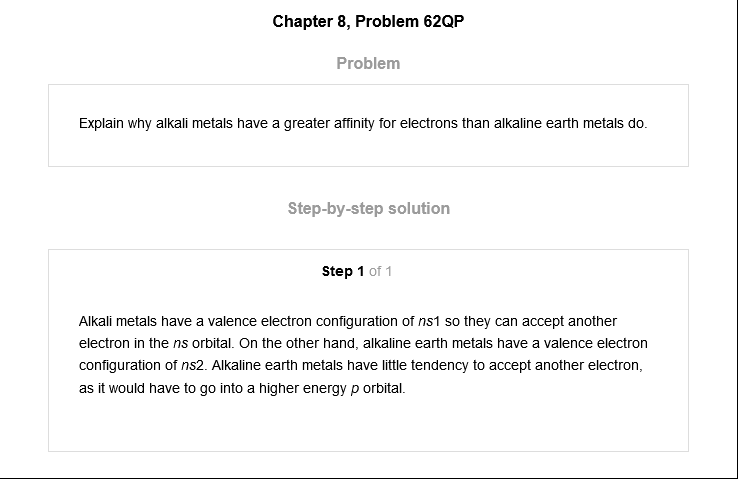 Chapter 8, Problem 62QP
Problem
Explain why alkali metals have a greater affinity for electrons than alkaline earth metals do.
Step-by-step solution
Step 1 of 1
Alkali metals have a valence electron configuration of ns1 so they can accept another
electron in the ns orbital. On the other hand, alkaline earth metals have a valence electron
configuration of ns2. Alkaline earth metals have little tendency to accept another electron,
as it would have to go into a higher energy p orbital.